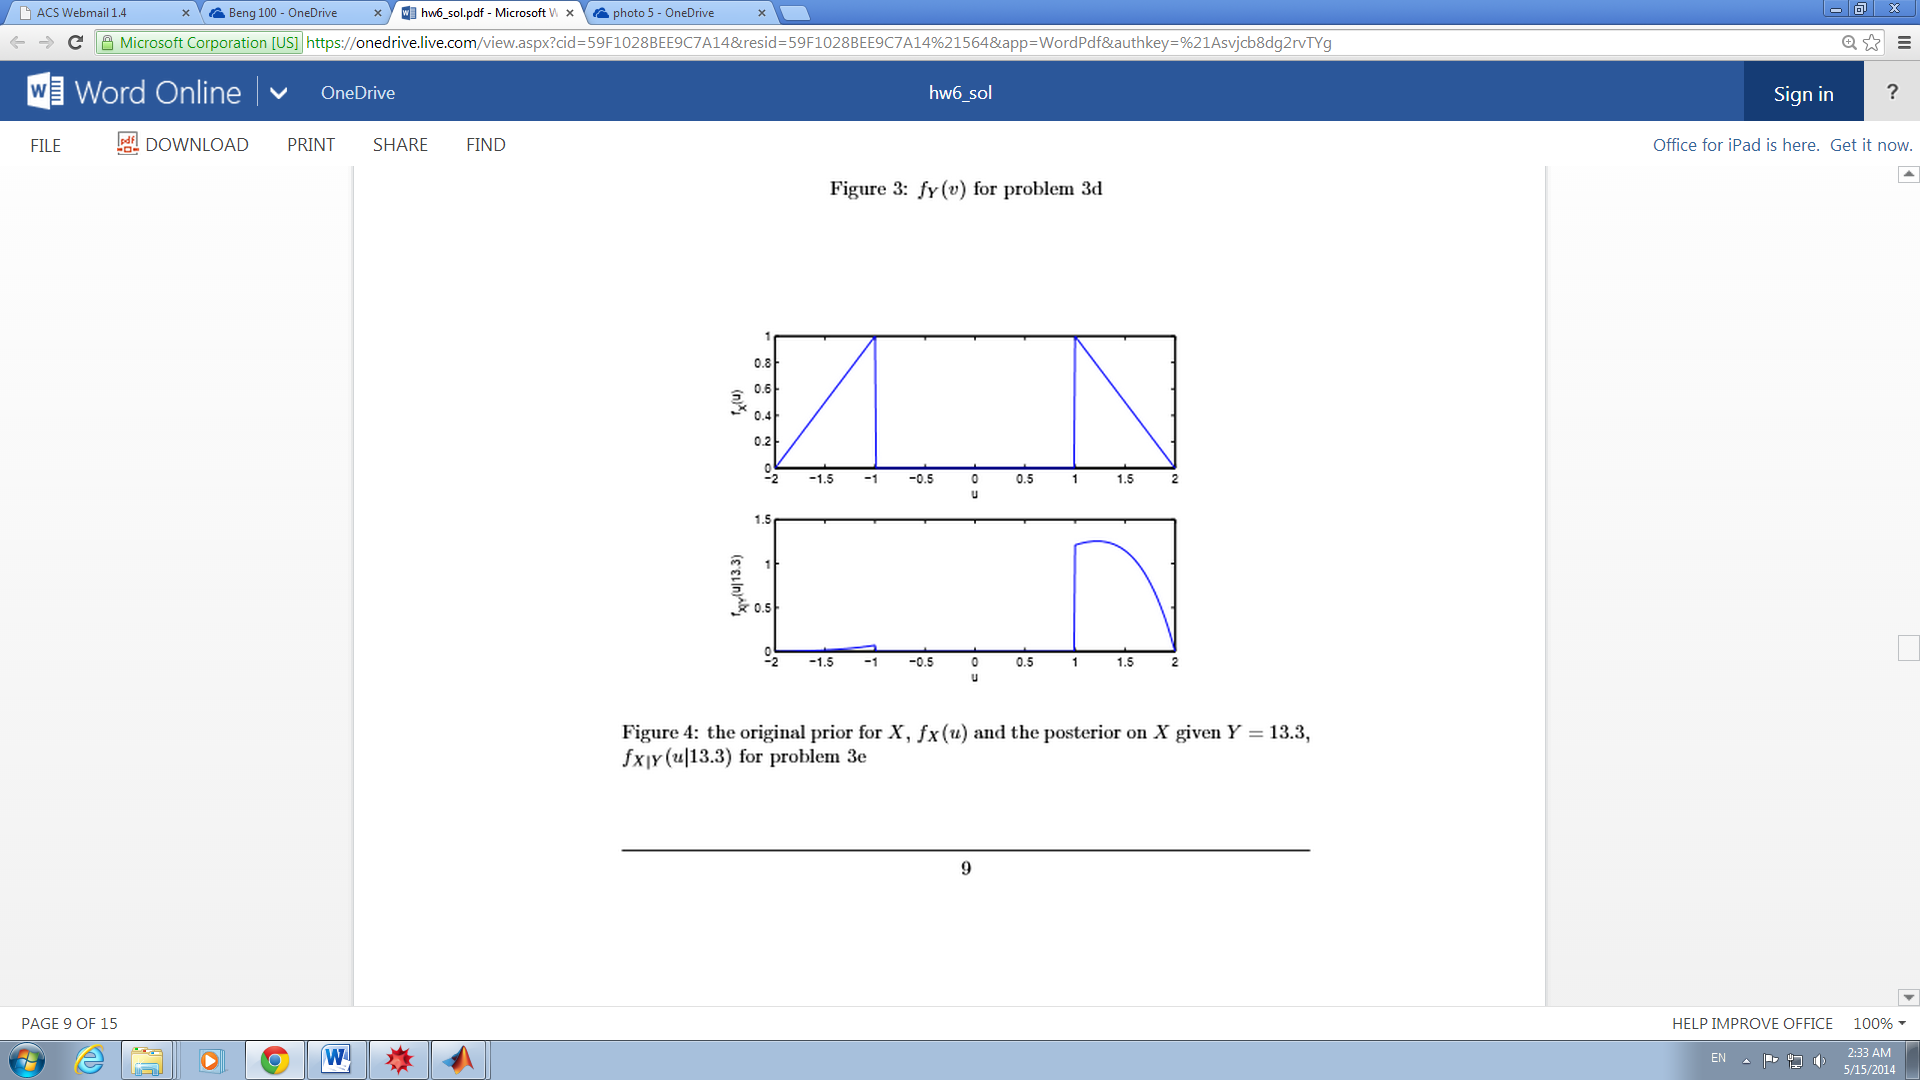 ACS Webmail 1.4
Beng 100 - OneDrive
hw6_sol.pdf - Microsoft W
photo 5 - OneDrive
Microsoft Corporation [US] https://onedrive.live.com/view.aspx?cid=59F1028BEE9C7A14&resid=59F1028BEE9C7A14%21564&app=WordPdf&authkey=%21Asvjcb8dg2rvTYg
Word Online
OneDrive
hw6_sol
Sign in
?
FILE
DOWNLOAD
PRINT
SHARE
FIND
Office for iPad is here. Get it now.
Figure 3: fY(v) for problem 3d
1
0.8
0.6
0.4
0.2
0
fX(u)
−2 −1.5 −1 −0.5 0 0.5 1 1.5 2
u
1.5
1
0.5
0
fX|Y(u|13.3)
−2 −1.5 −1 −0.5 0 0.5 1 1.5 2
u
Figure 4: the original prior for X, fX(u) and the posterior on X given Y = 13.3,
fX|Y(u|13.3) for problem 3e
9
PAGE 9 OF 15
HELP IMPROVE OFFICE
100%
EN
2:33 AM
5/15/2014